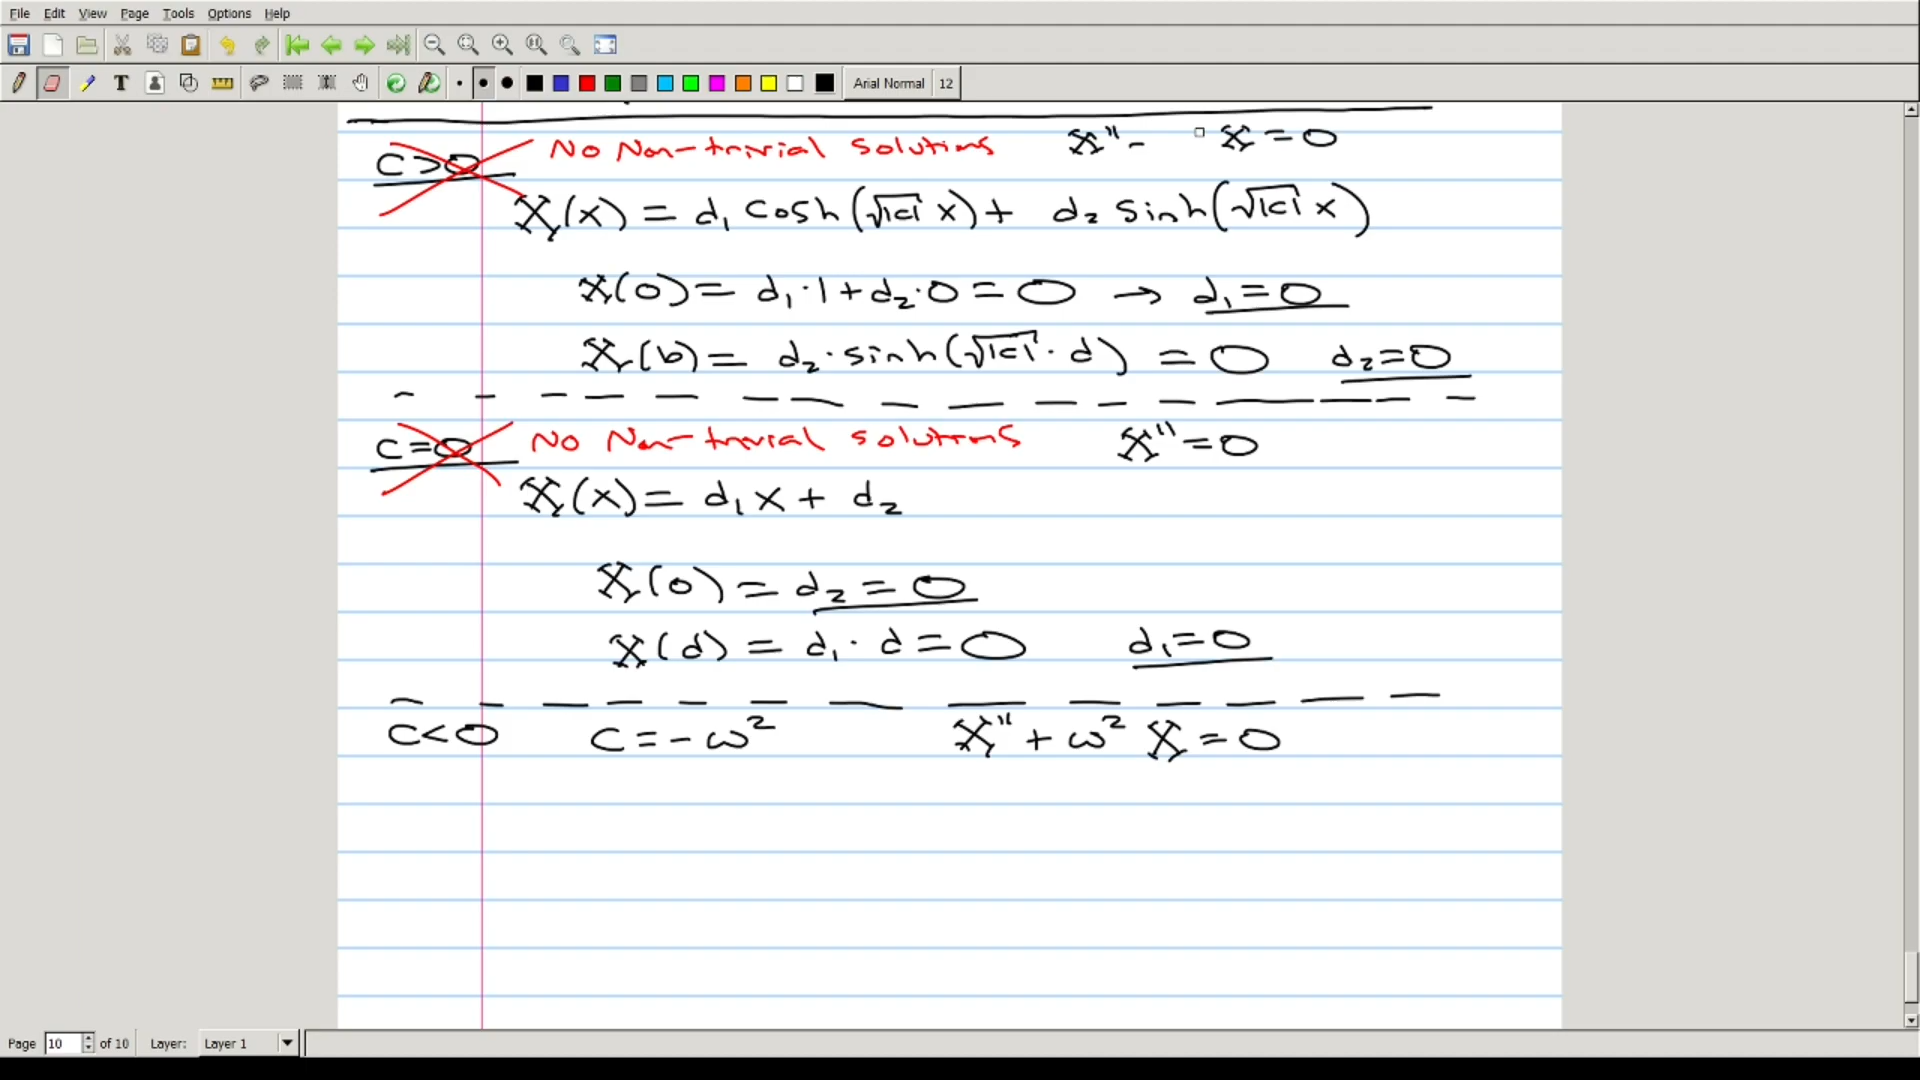 File Edit View Page Tools Options Help
Arial Normal 12
C>0 No Non-trivial Solutions X'' - X = 0
X(x) = d₁ cosh(√|c| x) + d₂ sinh(√|c| x)
X(0) = d₁·1 + d₂·0 = 0 → d₁ = 0
X(b) = d₂·sinh(√|c|·d) = 0 d₂ = 0
C=0 No Non-trivial solutions X'' = 0
X(x) = d₁x + d₂
X(0) = d₂ = 0
X(d) = d₁·d = 0 d₁ = 0
C<0 C = -ω² X'' + ω² X = 0
Page 10 of 10 Layer: Layer 1